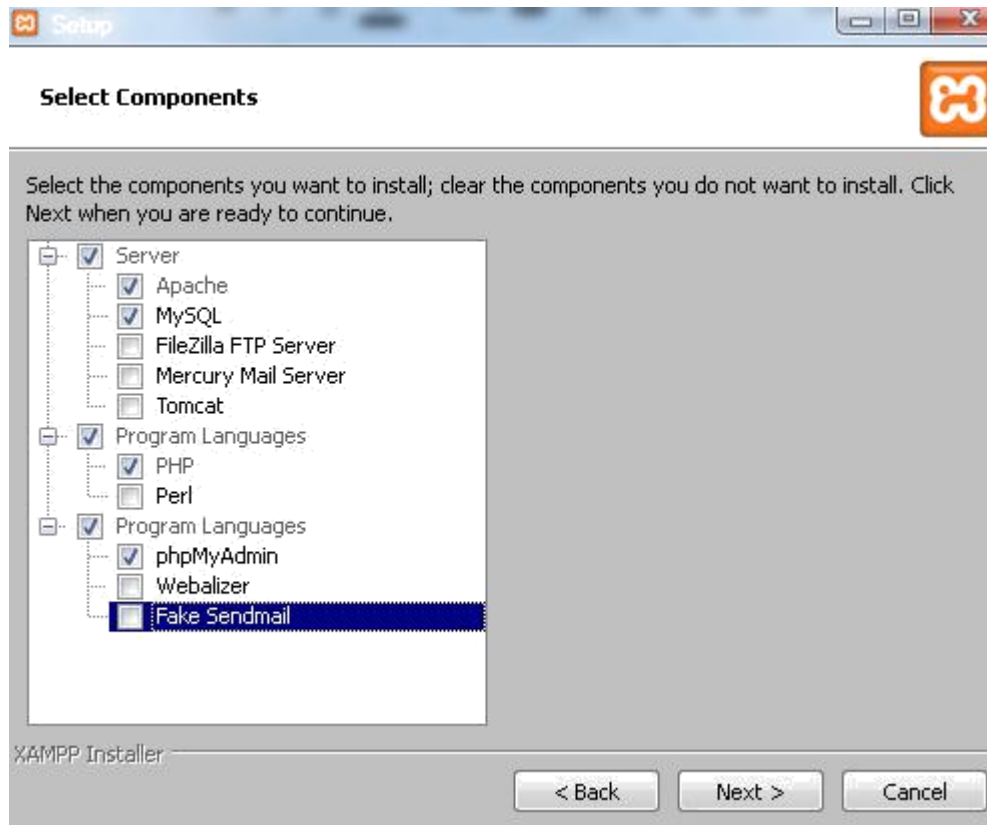 Setup
Select Components
Select the components you want to install; clear the components you do not want to install. Click
Next when you are ready to continue.
Server
Apache
MySQL
FileZilla FTP Server
Mercury Mail Server
Tomcat
Program Languages
PHP
Perl
Program Languages
phpMyAdmin
Webalizer
Fake Sendmail
XAMPP Installer
< Back
Next >
Cancel